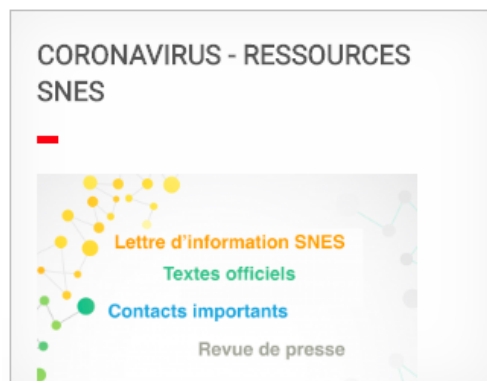 CORONAVIRUS - RESSOURCES
SNES
Lettre d'information SNES
Textes officiels
Contacts importants
Revue de presse